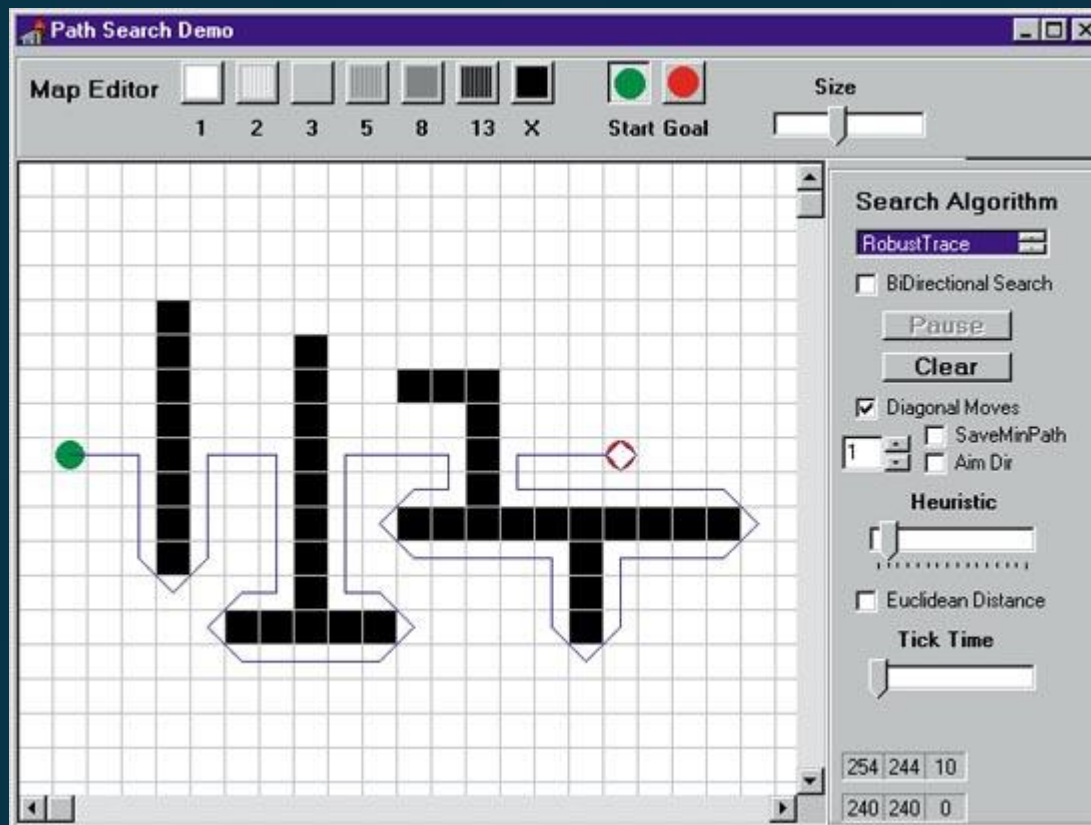 Path Search Demo
Map Editor
1 2 3 5 8 13 X
Start Goal
Size
Search Algorithm
RobustTrace
BiDirectional Search
Pause
Clear
Diagonal Moves
1
SaveMinPath
Aim Dir
Heuristic
Euclidean Distance
Tick Time
254 244 10
240 240 0